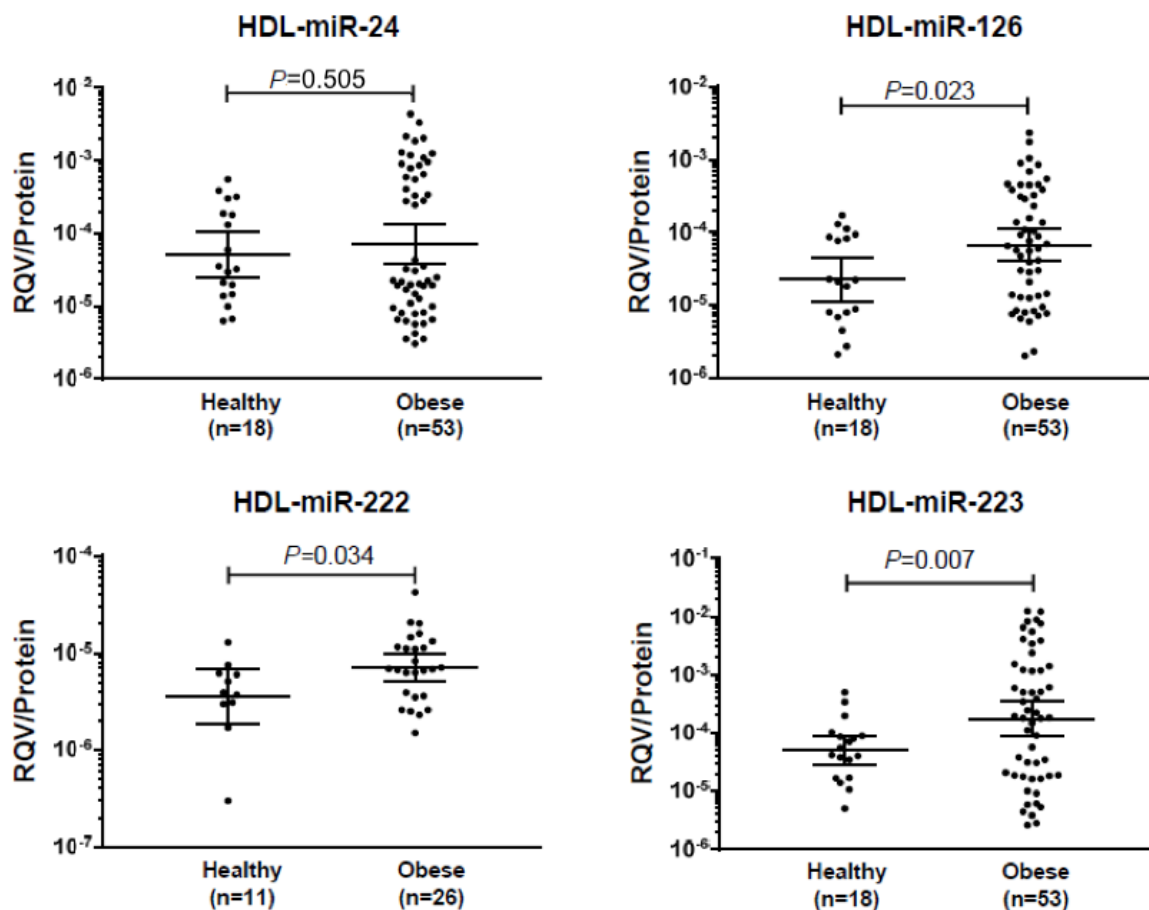 HDL-miR-24
P=0.505
RQV/Protein
10-2
10-3
10-4
10-5
10-6
Healthy
(n=18)
Obese
(n=53)
HDL-miR-126
P=0.023
RQV/Protein
10-2
10-3
10-4
10-5
10-6
Healthy
(n=18)
Obese
(n=53)
HDL-miR-222
P=0.034
RQV/Protein
10-4
10-5
10-6
10-7
Healthy
(n=11)
Obese
(n=26)
HDL-miR-223
P=0.007
RQV/Protein
10-1
10-2
10-3
10-4
10-5
10-6
Healthy
(n=18)
Obese
(n=53)